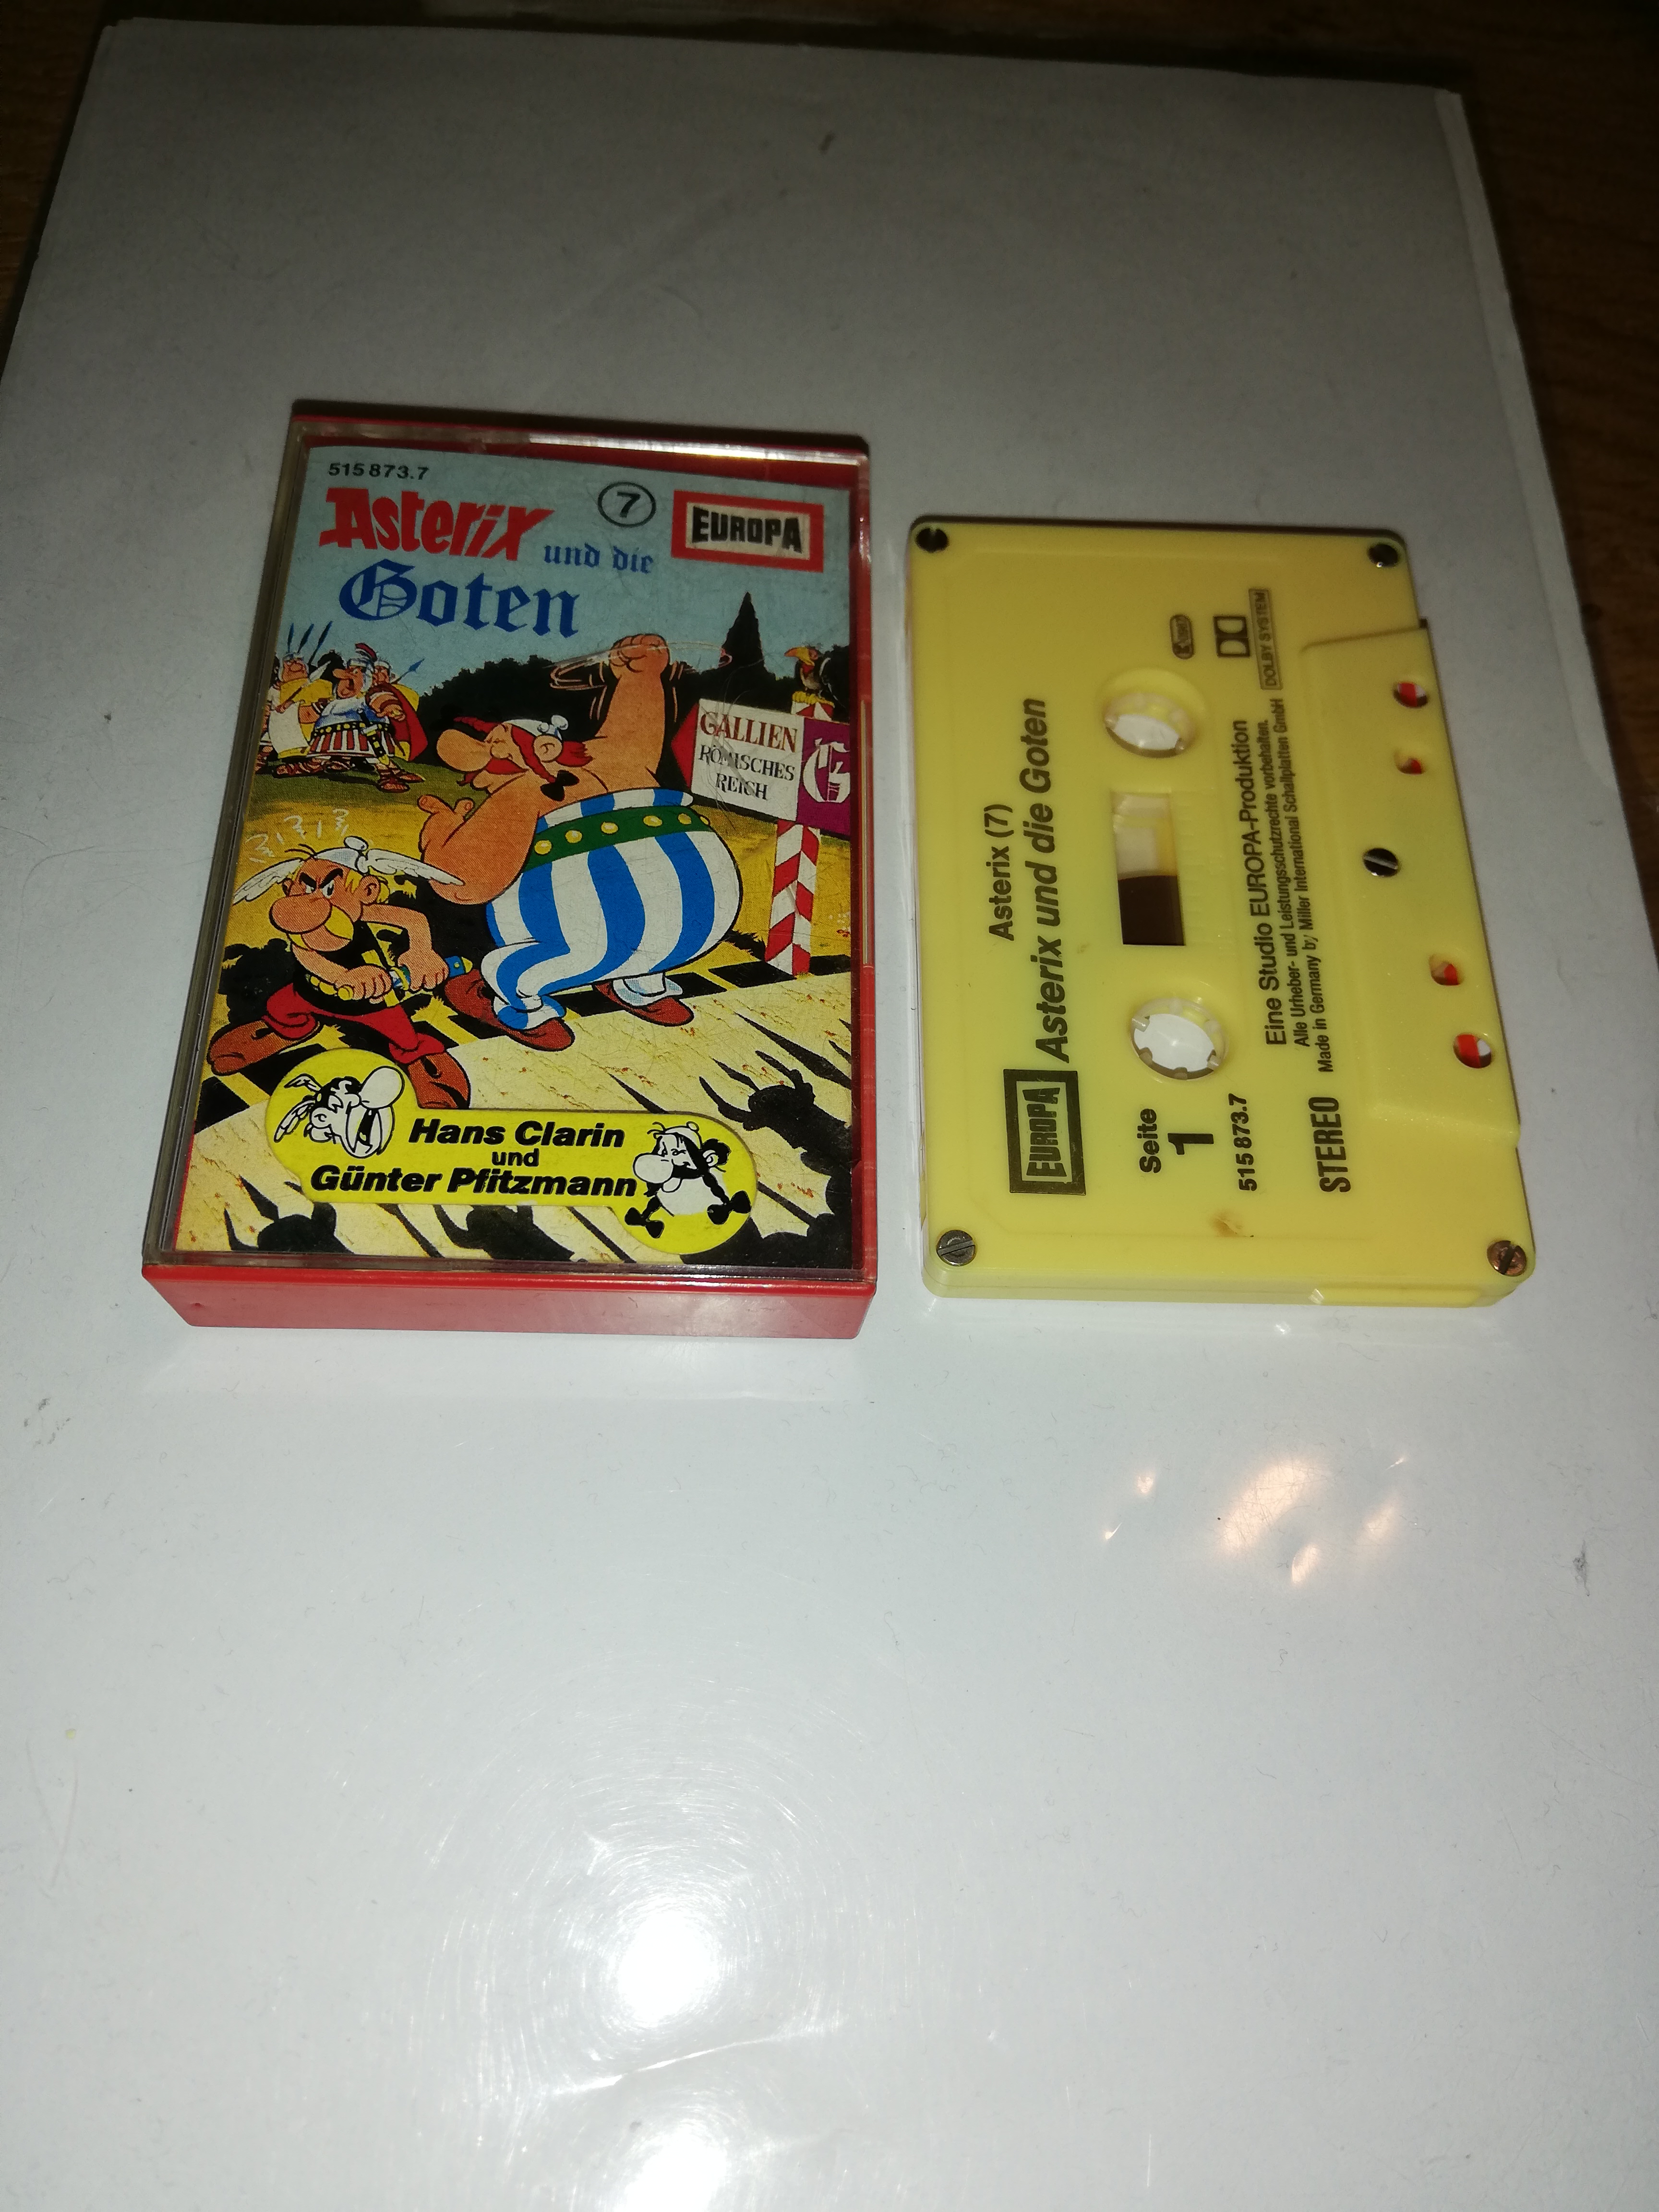 515 873.7
7
Asterix und die
Goten
EUROPA
GALLIEN
RÖMISCHES
REICH
G
Hans Clarin
und
Günter Pfitzmann
Asterix (7)
EUROPA Asterix und die Goten
Seite
1
515 873.7
STEREO
Eine Studio EUROPA-Produktion
Alle Urheber- und Leistungsschutzrechte vorbehalten.
Made in Germany by Miller International Schallplatten GmbH
DOLBY SYSTEM